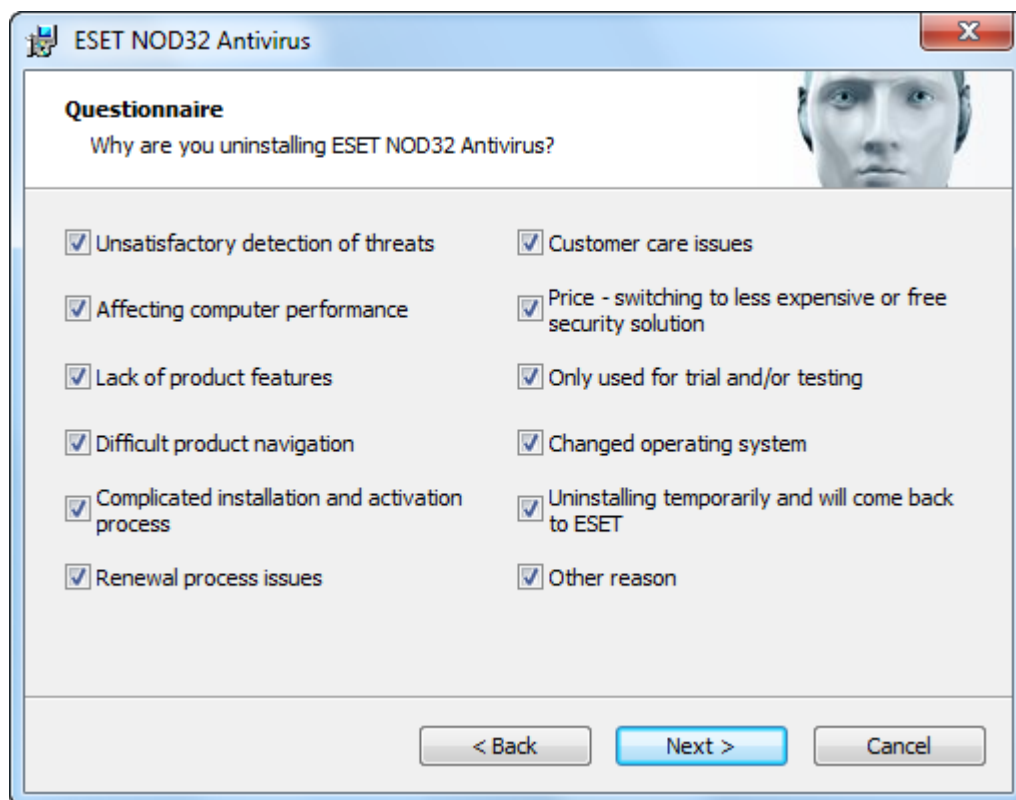 ESET NOD32 Antivirus
Questionnaire
Why are you uninstalling ESET NOD32 Antivirus?
Unsatisfactory detection of threats
Affecting computer performance
Lack of product features
Difficult product navigation
Complicated installation and activation
process
Renewal process issues
Customer care issues
Price - switching to less expensive or free
security solution
Only used for trial and/or testing
Changed operating system
Uninstalling temporarily and will come back
to ESET
Other reason
< Back
Next >
Cancel